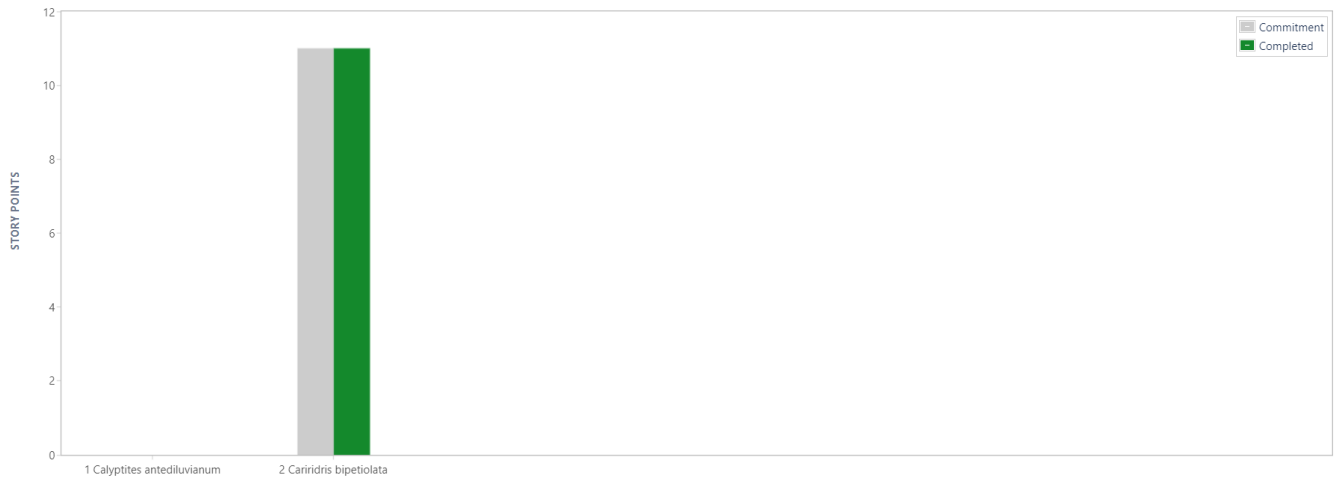 12
Commitment
Completed
10
8
STORY POINTS
6
4
2
0
1 Calyptites antediluvianum
2 Cariridris bipetiolata